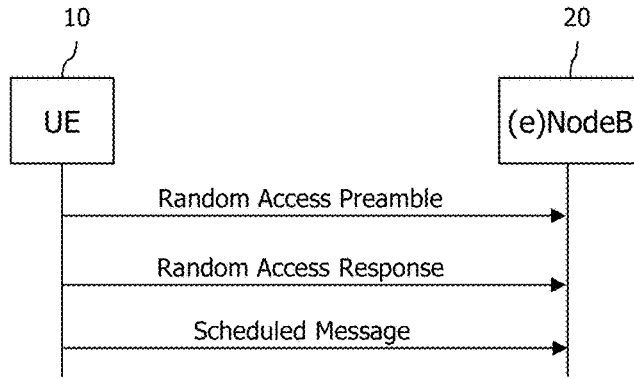 10
20
UE
(e)NodeB
Random Access Preamble
Random Access Response
Scheduled Message